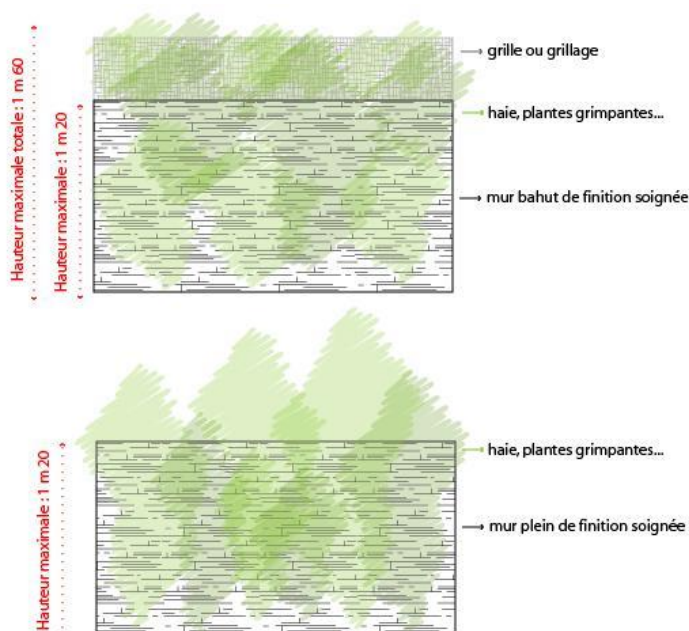 Hauteur maximale totale : 1 m 60
Hauteur maximale : 1 m 20
grille ou grillage
haie, plantes grimpantes...
mur bahut de finition soignée
Hauteur maximale : 1 m 20
haie, plantes grimpantes...
mur plein de finition soignée